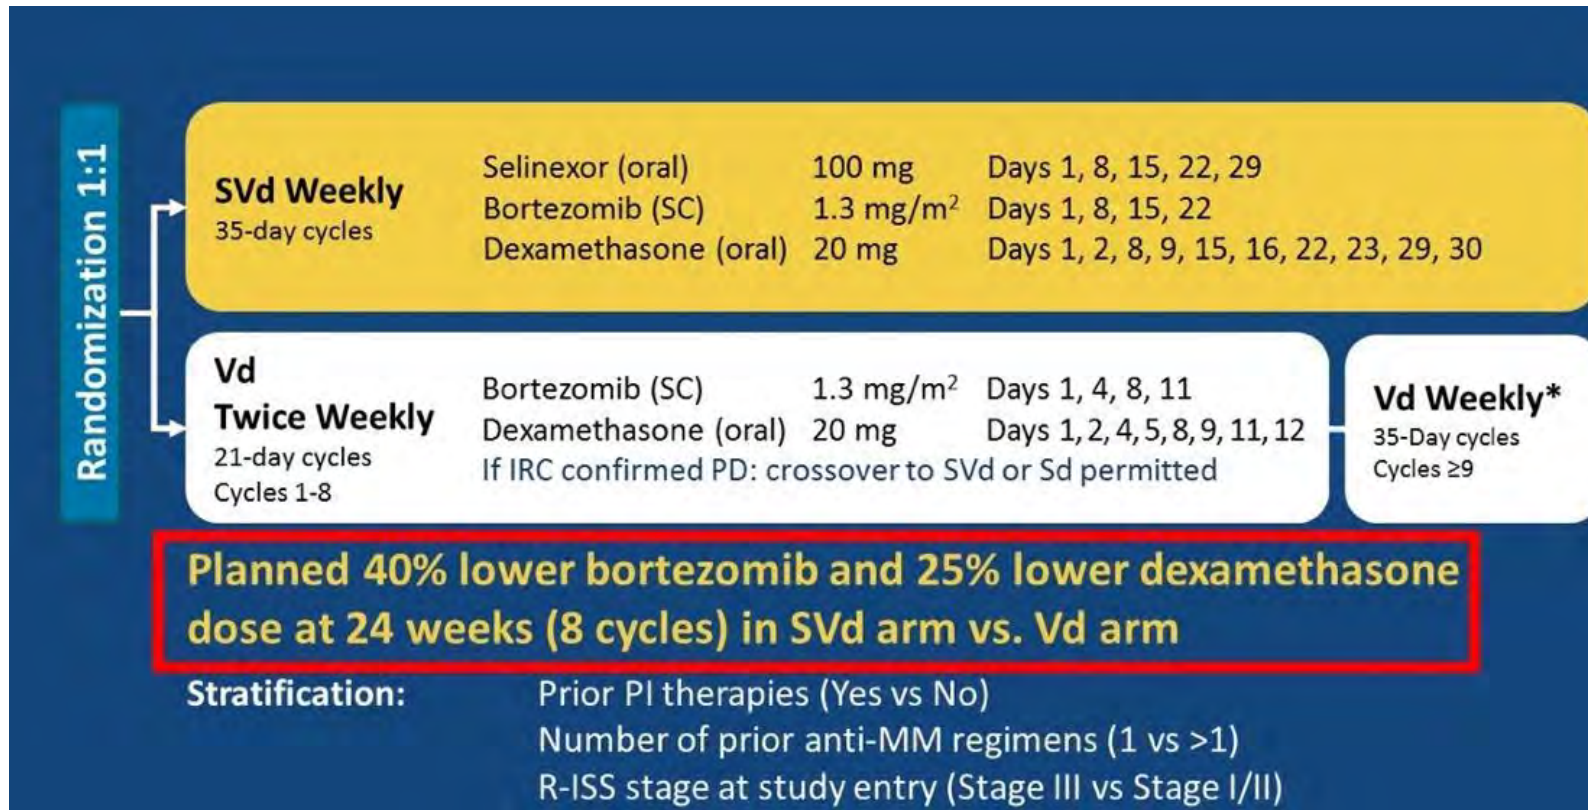 Randomization 1:1
SVd Weekly
35-day cycles
Selinexor (oral) 100 mg Days 1, 8, 15, 22, 29
Bortezomib (SC) 1.3 mg/m² Days 1, 8, 15, 22
Dexamethasone (oral) 20 mg Days 1, 2, 8, 9, 15, 16, 22, 23, 29, 30
Vd
Twice Weekly
21-day cycles
Cycles 1-8
Bortezomib (SC) 1.3 mg/m² Days 1, 4, 8, 11
Dexamethasone (oral) 20 mg Days 1, 2, 4, 5, 8, 9, 11, 12
If IRC confirmed PD: crossover to SVd or Sd permitted
Vd Weekly*
35-Day cycles
Cycles ≥9
Planned 40% lower bortezomib and 25% lower dexamethasone
dose at 24 weeks (8 cycles) in SVd arm vs. Vd arm
Stratification: Prior PI therapies (Yes vs No)
Number of prior anti-MM regimens (1 vs >1)
R-ISS stage at study entry (Stage III vs Stage I/II)